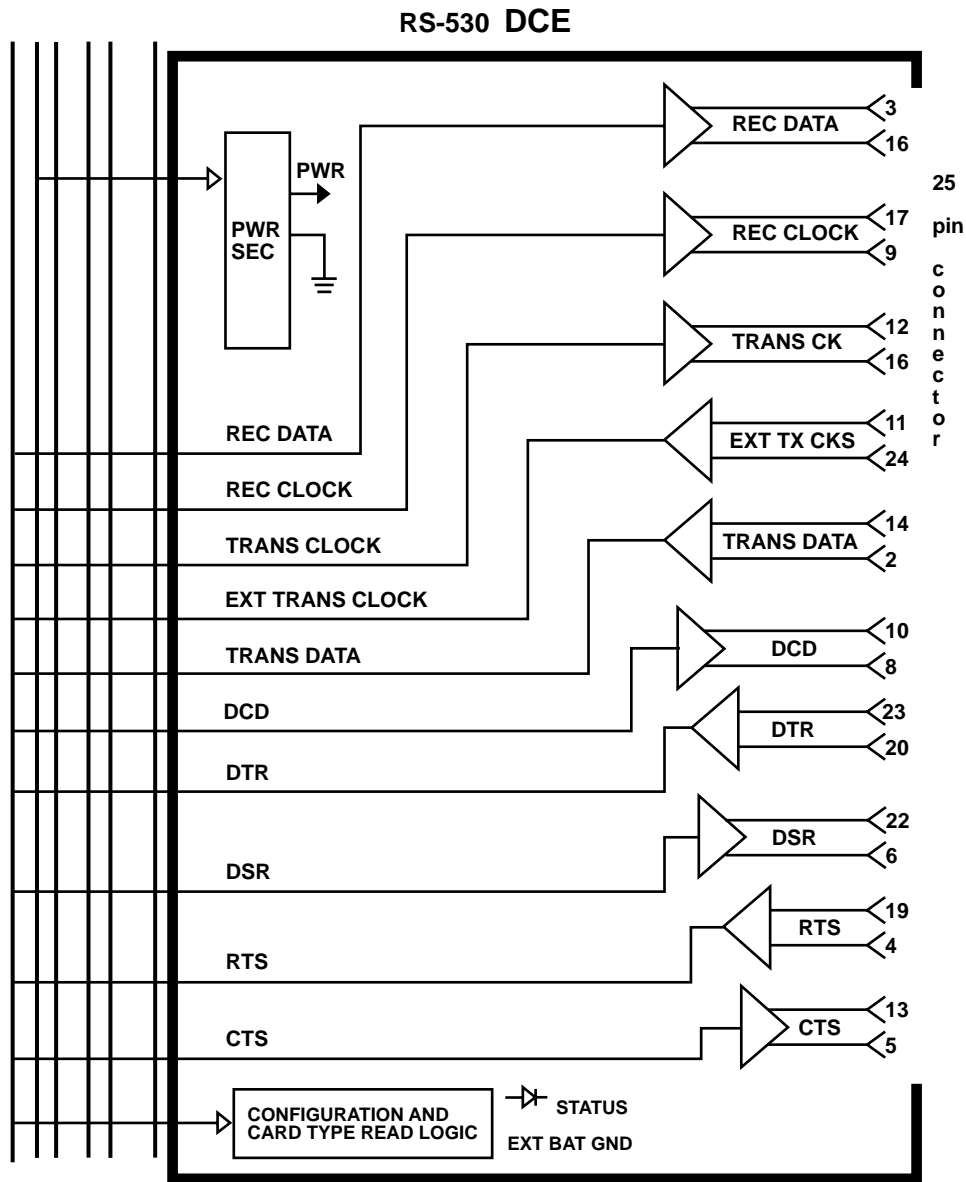 RS-530 DCE
3
REC DATA
16
PWR
PWR
SEC
25
pin
connector
17
REC CLOCK
9
12
TRANS CK
16
11
EXT TX CKS
24
REC DATA
REC CLOCK
14
TRANS DATA
2
TRANS CLOCK
EXT TRANS CLOCK
10
DCD
8
TRANS DATA
DCD
23
DTR
20
DTR
22
DSR
6
DSR
19
RTS
4
RTS
13
CTS
5
CTS
CONFIGURATION AND
CARD TYPE READ LOGIC
STATUS
EXT BAT GND